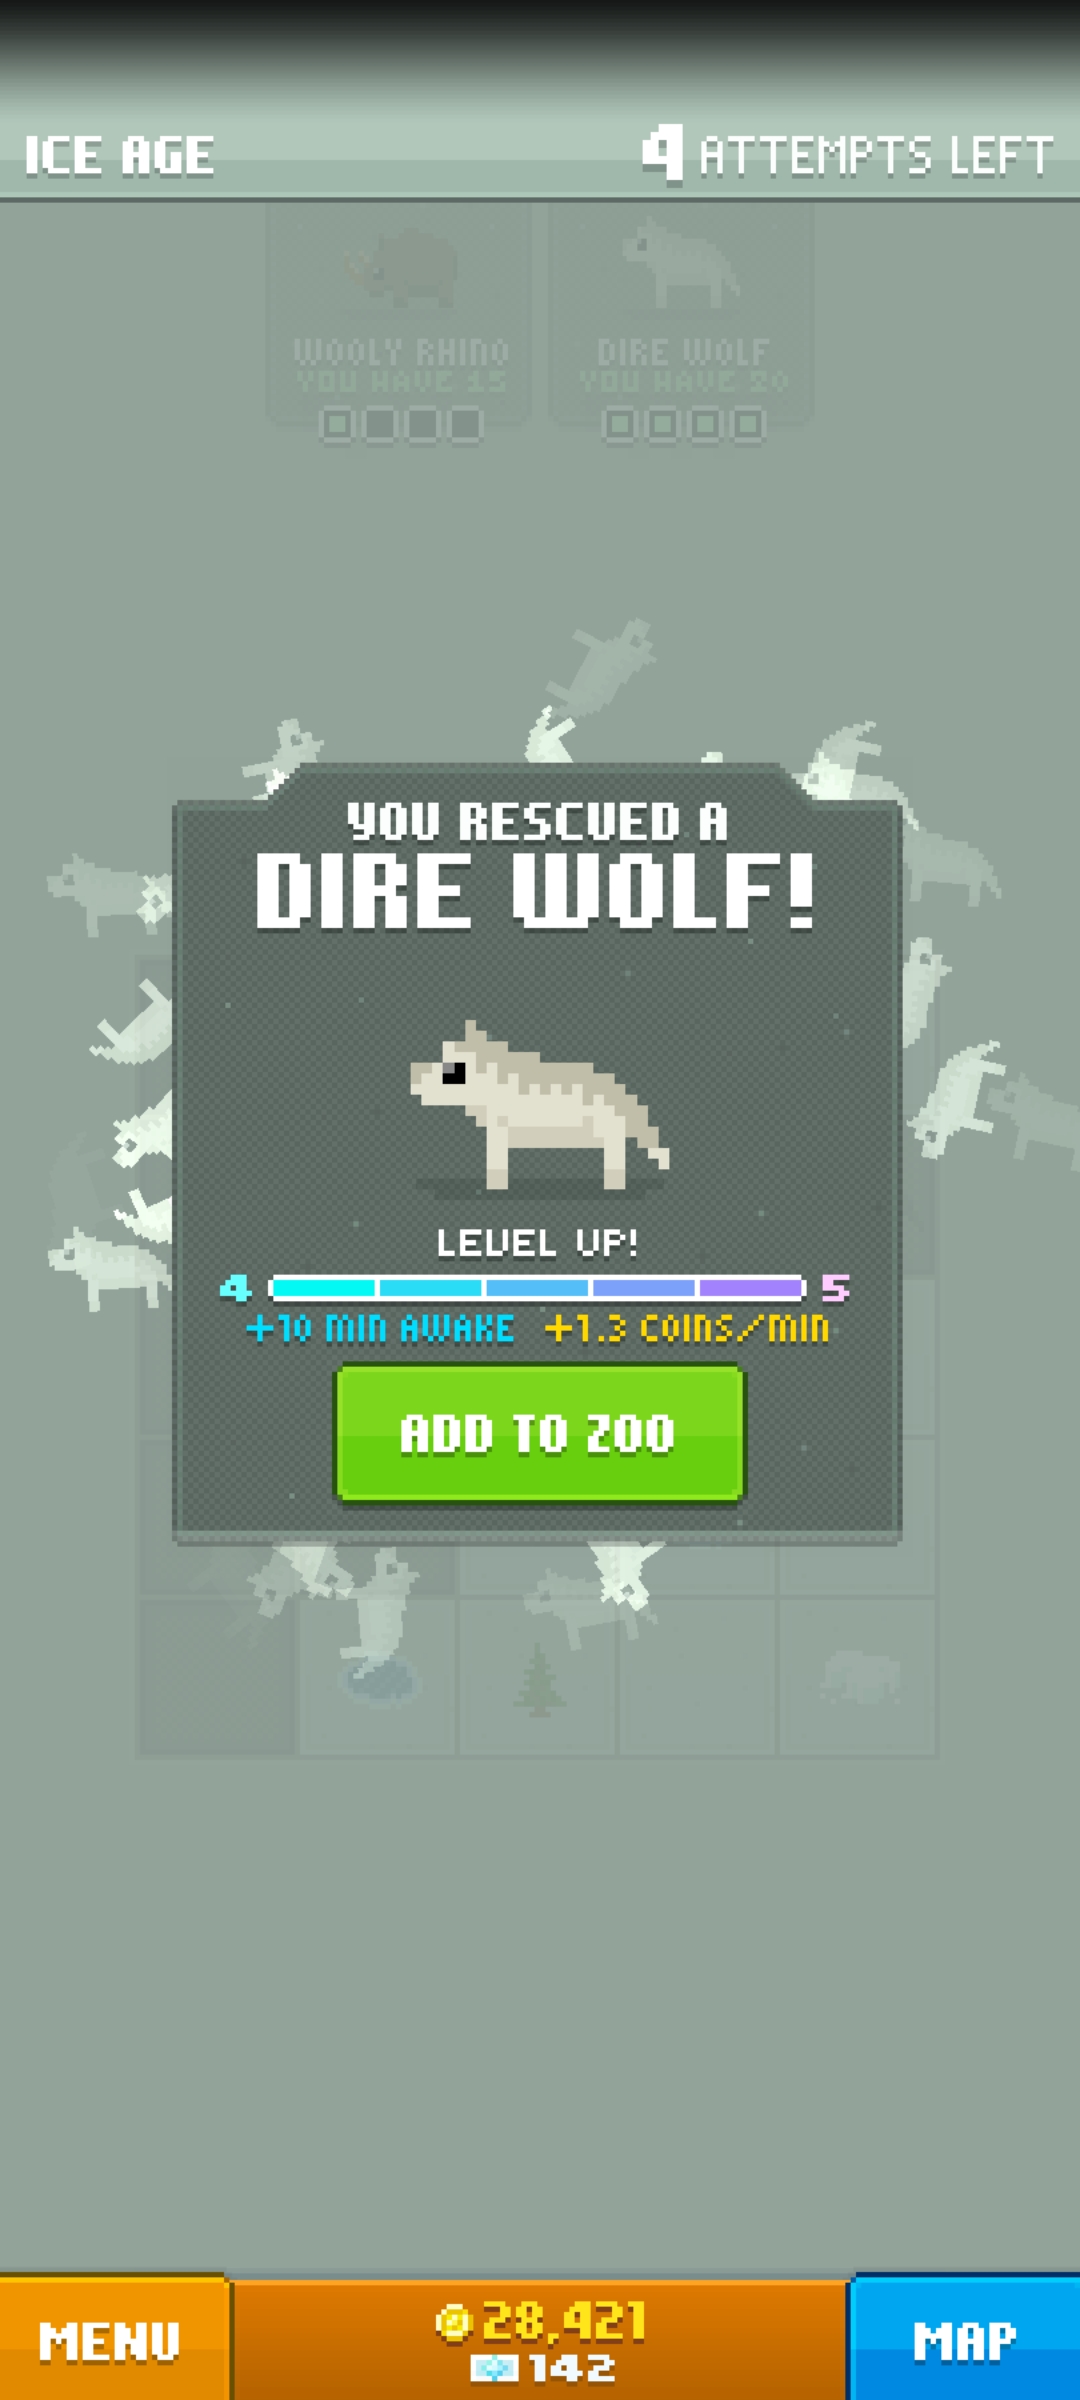 ICE AGE
4 ATTEMPTS LEFT
WOOLY RHINO
YOU HAVE 15
DIRE WOLF
YOU HAVE 20
YOU RESCUED A
DIRE WOLF!
LEVEL UP!
4 5
+10 MIN AWAKE +1.3 COINS/MIN
ADD TO ZOO
MENU
28,421
142
MAP